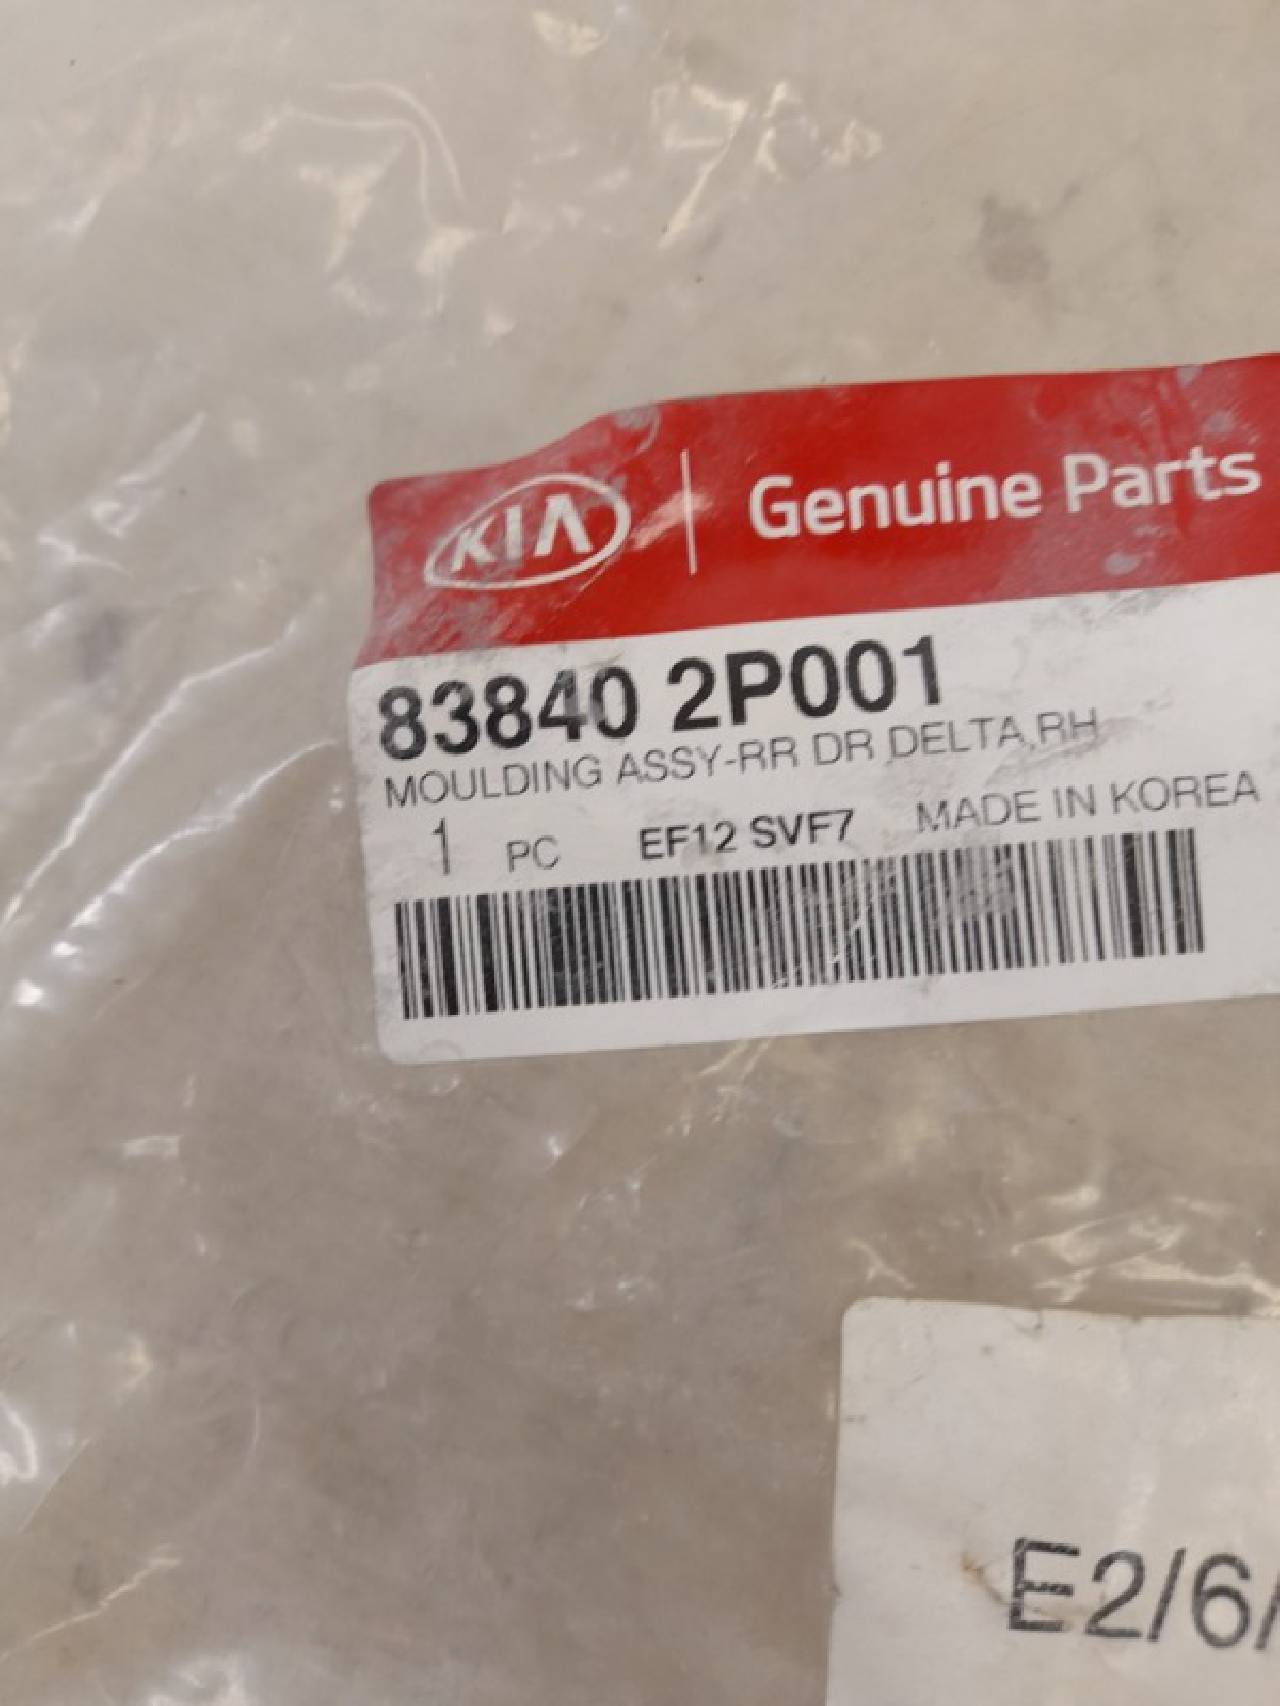 KIA Genuine Parts
83840 2P001
MOULDING ASSY-RR DR DELTA,RH
1 PC EF12 SVF7 MADE IN KOREA
E2/6/